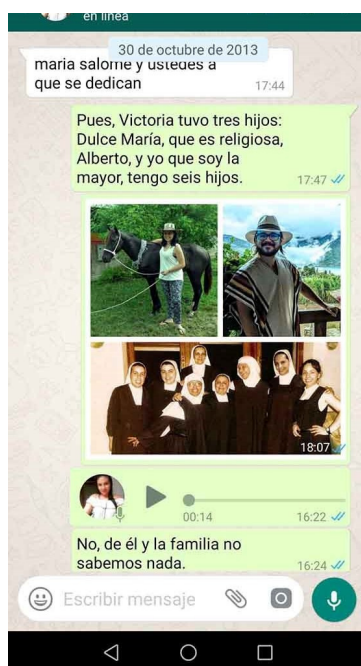 en línea
30 de octubre de 2013
maria salome y ustedes a
que se dedican
17:44
Pues, Victoria tuvo tres hijos:
Dulce María, que es religiosa,
Alberto, y yo que soy la
mayor, tengo seis hijos.
17:47
18:07
00:14
16:22
No, de él y la familia no
sabemos nada.
16:24
Escribir mensaje